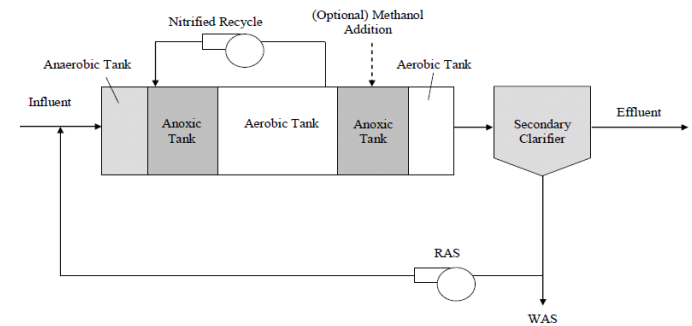 (Optional) Methanol
Addition
Nitrified Recycle
Anaerobic Tank
Aerobic Tank
Influent
Anoxic
Tank
Aerobic Tank
Anoxic
Tank
Secondary
Clarifier
Effluent
RAS
WAS